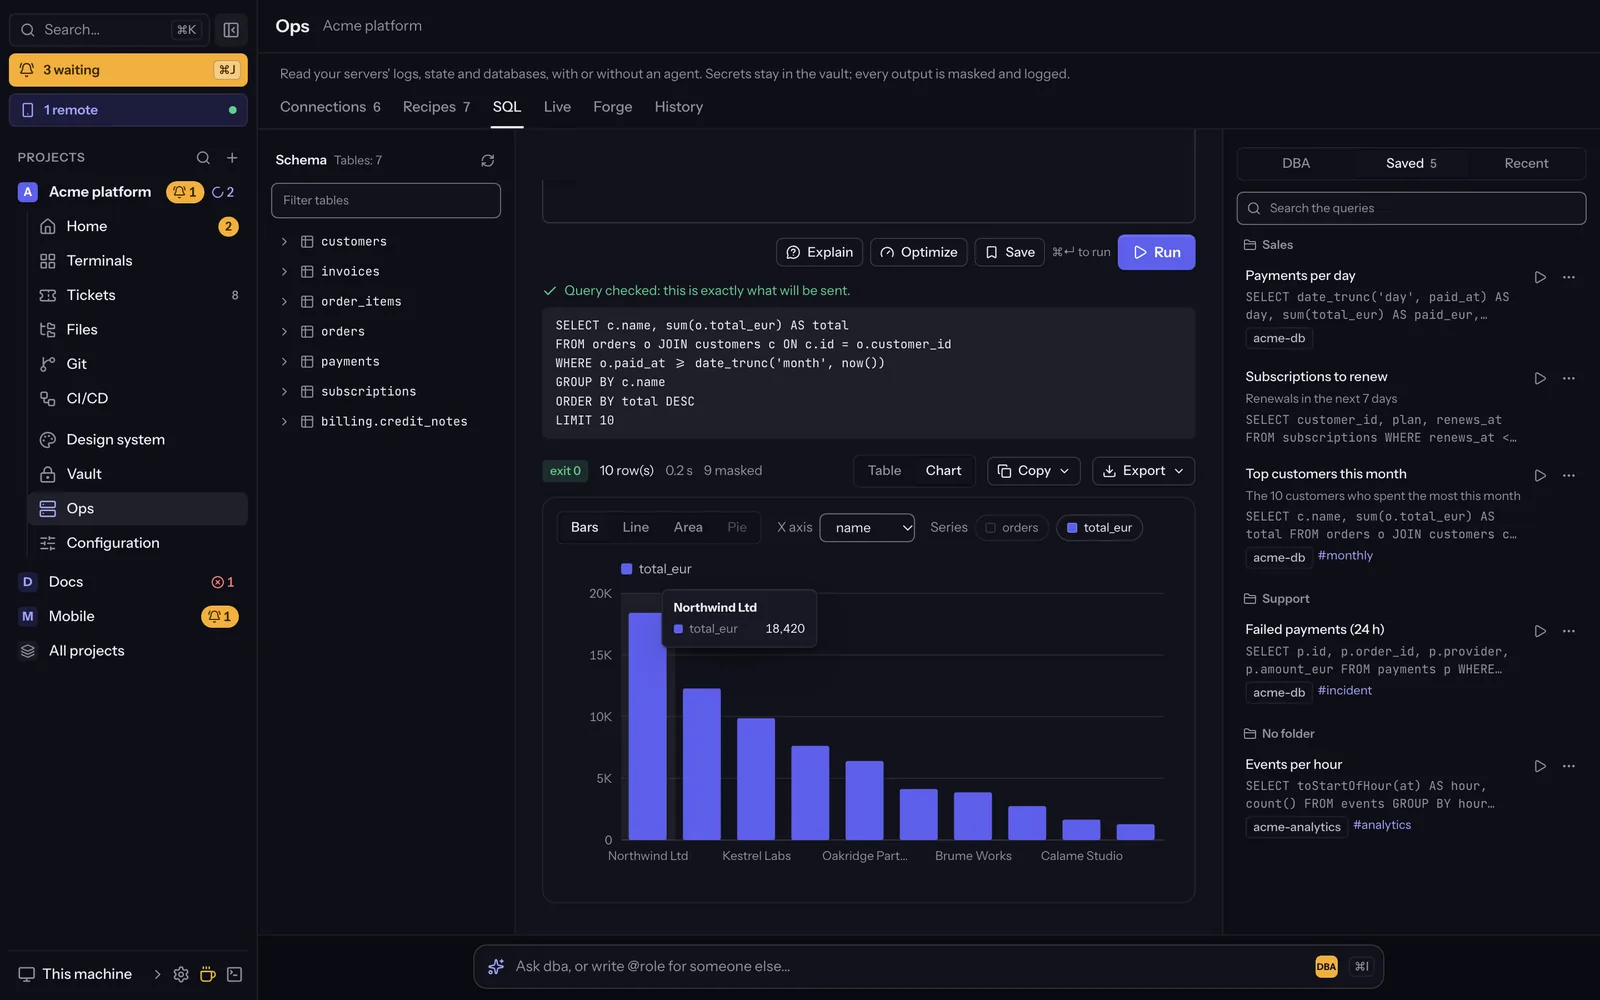 Search...
⌘K
3 waiting
⌘J
1 remote
PROJECTS
A
Acme platform
1
2
Home
2
Terminals
Tickets
8
Files
Git
CI/CD
Design system
Vault
Ops
Configuration
D
Docs
1
M
Mobile
1
All projects
This machine
Ops
Acme platform
Read your servers' logs, state and databases, with or without an agent. Secrets stay in the vault; every output is masked and logged.
Connections 6
Recipes 7
SQL
Live
Forge
History
Schema
Tables: 7
Filter tables
customers
invoices
order_items
orders
payments
subscriptions
billing.credit_notes
Explain
Optimize
Save
⌘↵ to run
Run
Query checked: this is exactly what will be sent.
SELECT c.name, sum(o.total_eur) AS total
FROM orders o JOIN customers c ON c.id = o.customer_id
WHERE o.paid_at ≥ date_trunc('month', now())
GROUP BY c.name
ORDER BY total DESC
LIMIT 10
exit 0
10 row(s)
0.2 s
9 masked
Table
Chart
Copy
Export
Bars
Line
Area
Pie
X axis
name
Series
orders
total_eur
total_eur
20K
15K
10K
5K
0
Northwind Ltd
total_eur 18,420
Northwind Ltd
Kestrel Labs
Oakridge Part...
Brume Works
Calame Studio
DBA
Saved 5
Recent
Search the queries
Sales
Payments per day
SELECT date_trunc('day', paid_at) AS
day, sum(total_eur) AS paid_eur,…
acme-db
Subscriptions to renew
Renewals in the next 7 days
SELECT customer_id, plan, renews_at
FROM subscriptions WHERE renews_at <…
Top customers this month
The 10 customers who spent the most this month
SELECT c.name, sum(o.total_eur) AS
total FROM orders o JOIN customers c…
acme-db
#monthly
Support
Failed payments (24 h)
SELECT p.id, p.order_id, p.provider,
p.amount_eur FROM payments p WHERE…
acme-db
#incident
No folder
Events per hour
SELECT toStartOfHour(at) AS hour,
count() FROM events GROUP BY hour…
acme-analytics
#analytics
Ask dba, or write @role for someone else...
DBA
⌘I